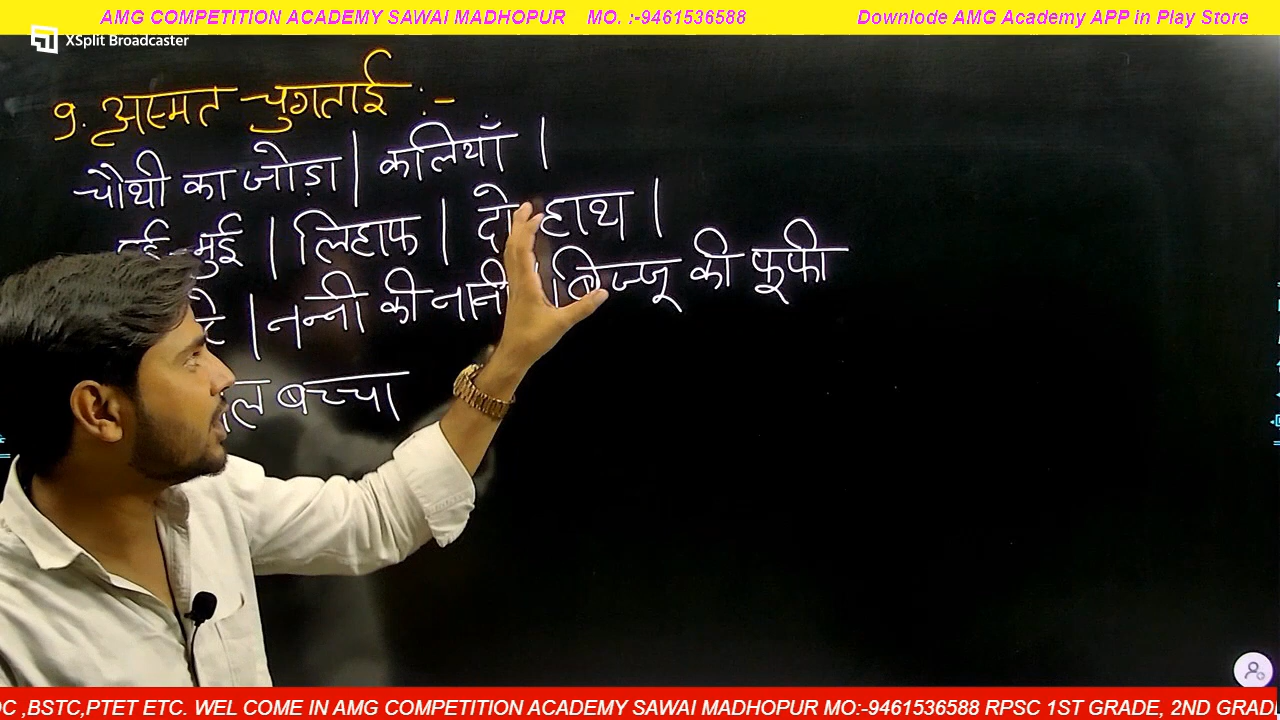 AMG COMPETITION ACADEMY SAWAI MADHOPUR MO. :-9461536588 Downlode AMG Academy APP in Play Store
XSplit Broadcaster
9. अस्मत चुगताई :-
चौथी का जोड़ा | कलियाँ |
मुई | लिहाफ | दो हाथ |
| नन्नी की नानी | बिज्जू की फूफी
बच्चा
,BSTC,PTET ETC. WEL COME IN AMG COMPETITION ACADEMY SAWAI MADHOPUR MO:-9461536588 RPSC 1ST GRADE, 2ND